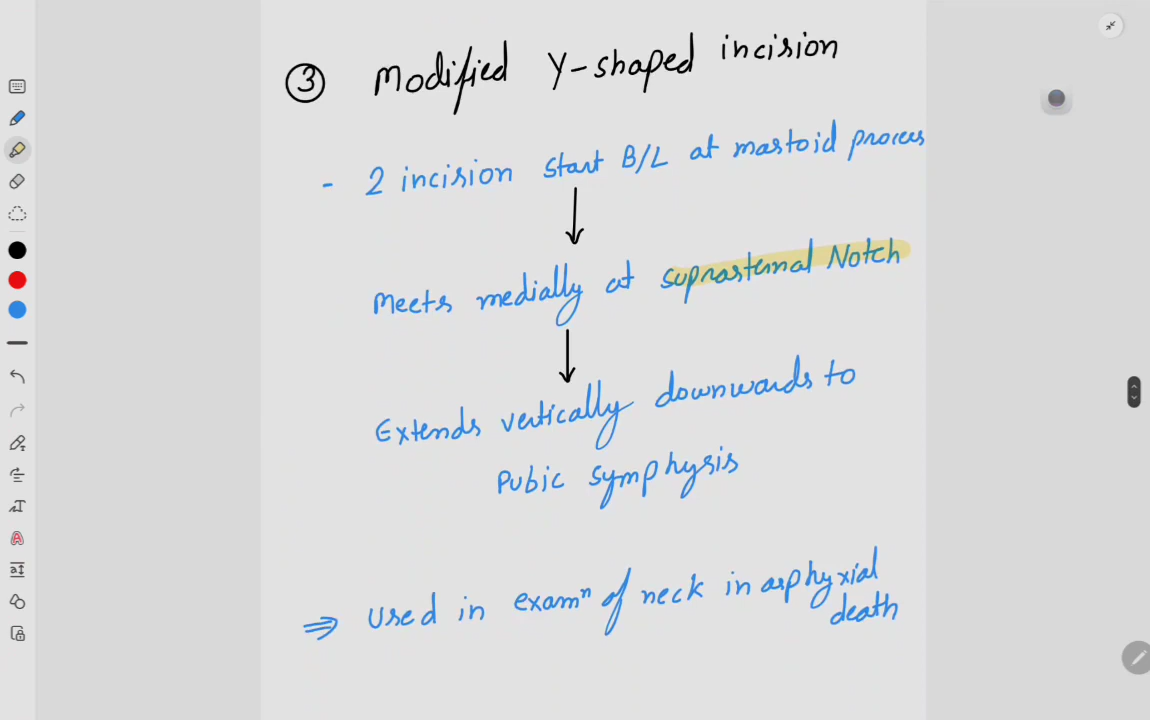 ③ Modified Y-shaped incision
- 2 incision start B/L at mastoid process
Meets medially at suprasternal Notch
Extends vertically downwards to
Pubic symphysis
⇒ Used in examⁿ of neck in asphyxial
death